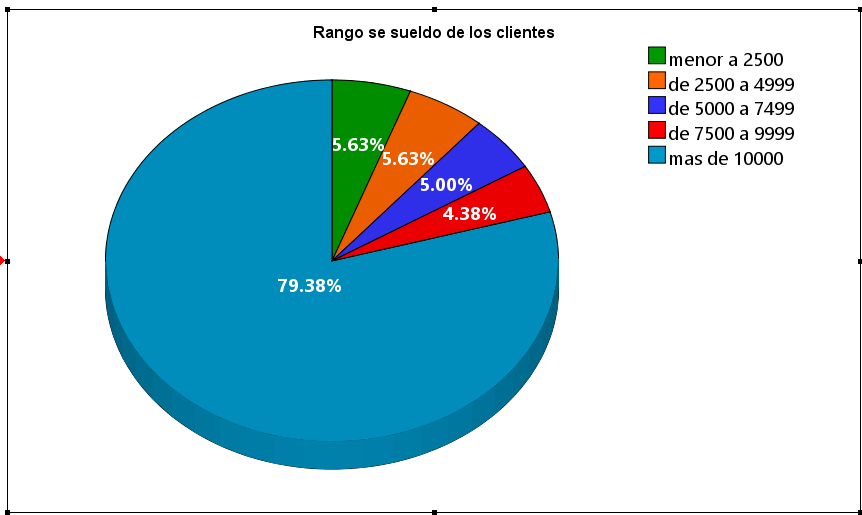 Rango se sueldo de los clientes
menor a 2500
de 2500 a 4999
de 5000 a 7499
de 7500 a 9999
mas de 10000
5.63%
5.63%
5.00%
4.38%
79.38%